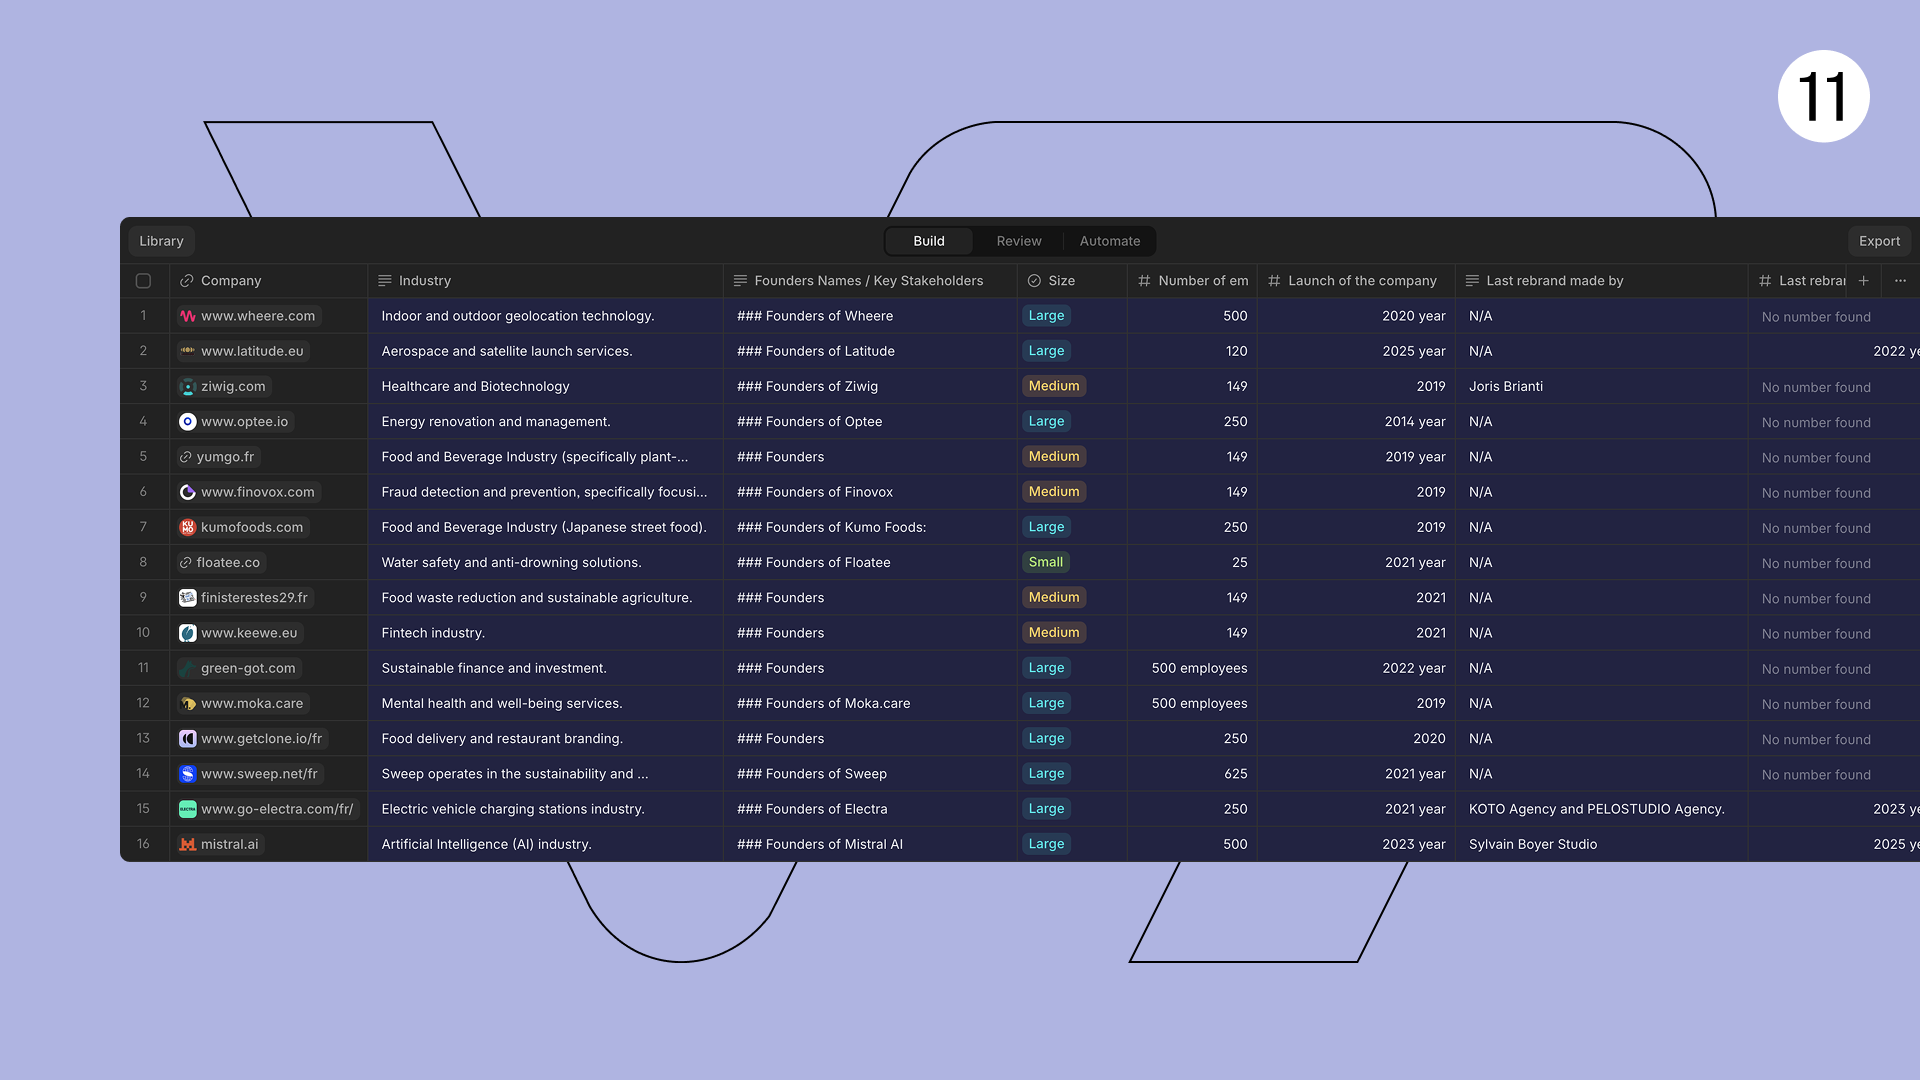 11
Library Build Review Automate Export
Company Industry Founders Names / Key Stakeholders Size Number of em Launch of the company Last rebrand made by Last rebrar
1 www.wheere.com Indoor and outdoor geolocation technology. ### Founders of Wheere Large 500 2020 year N/A No number found
2 www.latitude.eu Aerospace and satellite launch services. ### Founders of Latitude Large 120 2025 year N/A 2022 ye
3 ziwig.com Healthcare and Biotechnology ### Founders of Ziwig Medium 149 2019 Joris Brianti No number found
4 www.optee.io Energy renovation and management. ### Founders of Optee Large 250 2014 year N/A No number found
5 yumgo.fr Food and Beverage Industry (specifically plant-... ### Founders Medium 149 2019 year N/A No number found
6 www.finovox.com Fraud detection and prevention, specifically focusi... ### Founders of Finovox Medium 149 2019 N/A No number found
7 KUMO kumofoods.com Food and Beverage Industry (Japanese street food). ### Founders of Kumo Foods: Large 250 2019 N/A No number found
8 floatee.co Water safety and anti-drowning solutions. ### Founders of Floatee Small 25 2021 year N/A No number found
9 finisterestes29.fr Food waste reduction and sustainable agriculture. ### Founders Medium 149 2021 N/A No number found
10 www.keewe.eu Fintech industry. ### Founders Medium 149 2021 N/A No number found
11 green-got.com Sustainable finance and investment. ### Founders Large 500 employees 2022 year N/A No number found
12 www.moka.care Mental health and well-being services. ### Founders of Moka.care Large 500 employees 2019 N/A No number found
13 www.getclone.io/fr Food delivery and restaurant branding. ### Founders Large 250 2020 N/A No number found
14 www.sweep.net/fr Sweep operates in the sustainability and ... ### Founders of Sweep Large 625 2021 year N/A No number found
15 www.go-electra.com/fr/ Electric vehicle charging stations industry. ### Founders of Electra Large 250 2021 year KOTO Agency and PELOSTUDIO Agency. 2023 ye
16 mistral.ai Artificial Intelligence (AI) industry. ### Founders of Mistral AI Large 500 2023 year Sylvain Boyer Studio 2025 ye